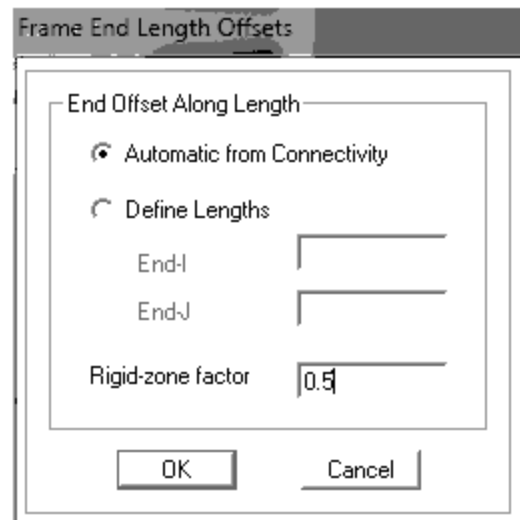 Frame End Length Offsets
End Offset Along Length
Automatic from Connectivity
Define Lengths
End-I
End-J
Rigid-zone factor 0.5
OK Cancel